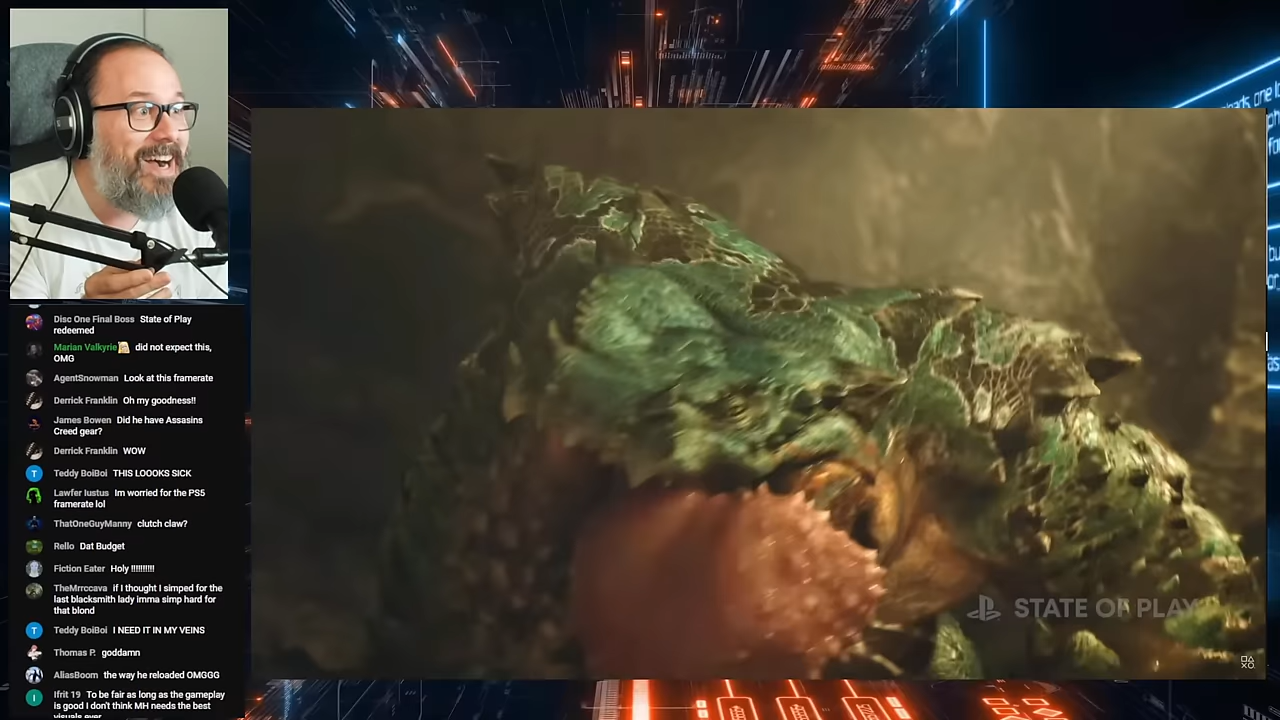 Disc One Final Boss State of Play
redeemed
Marian Valkyrie did not expect this,
OMG
AgentSnowman Look at this framerate
Derrick Franklin Oh my goodness!!
James Bowen Did he have Assasins
Creed gear?
Derrick Franklin WOW
Teddy BoiBoi THIS LOOOKS SICK
Lawfer Iustus Im worried for the PS5
framerate lol
ThatOneGuyManny clutch claw?
Rello Dat Budget
Fiction Eater Holy !!!!!!!!!!
TheMrrccava if I thought I simped for the
last blacksmith lady imma simp hard for
that blond
Teddy BoiBoi I NEED IT IN MY VEINS
Thomas P. goddamn
AliasBoom the way he reloaded OMGGG
Ifrit 19 To be fair as long as the gameplay
is good I don't think MH needs the best
visuals ever
STATE OF PLAY